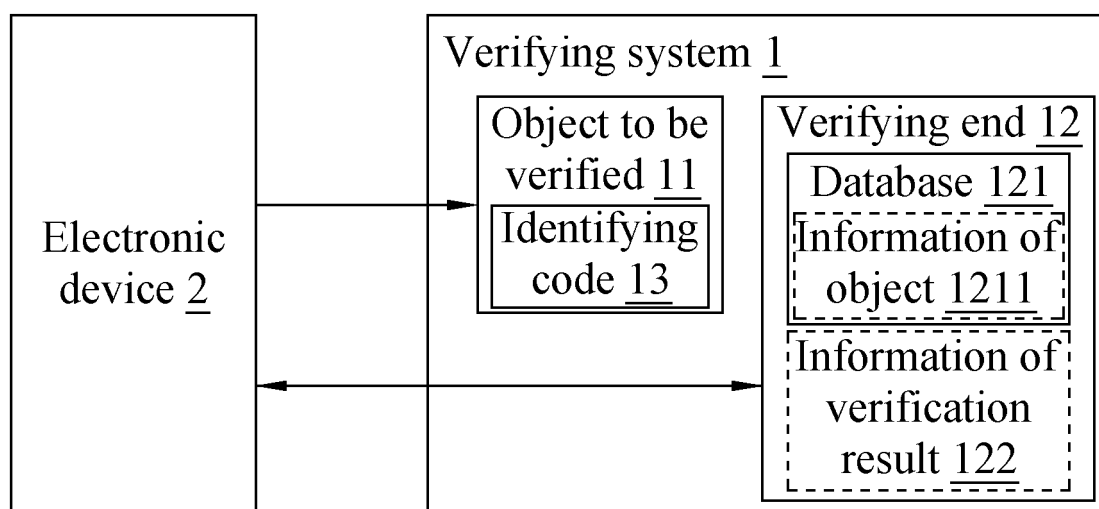 Electronic
device 2
Verifying system 1
Object to be
verified 11
Identifying
code 13
Verifying end 12
Database 121
Information of
object 1211
Information of
verification
result 122